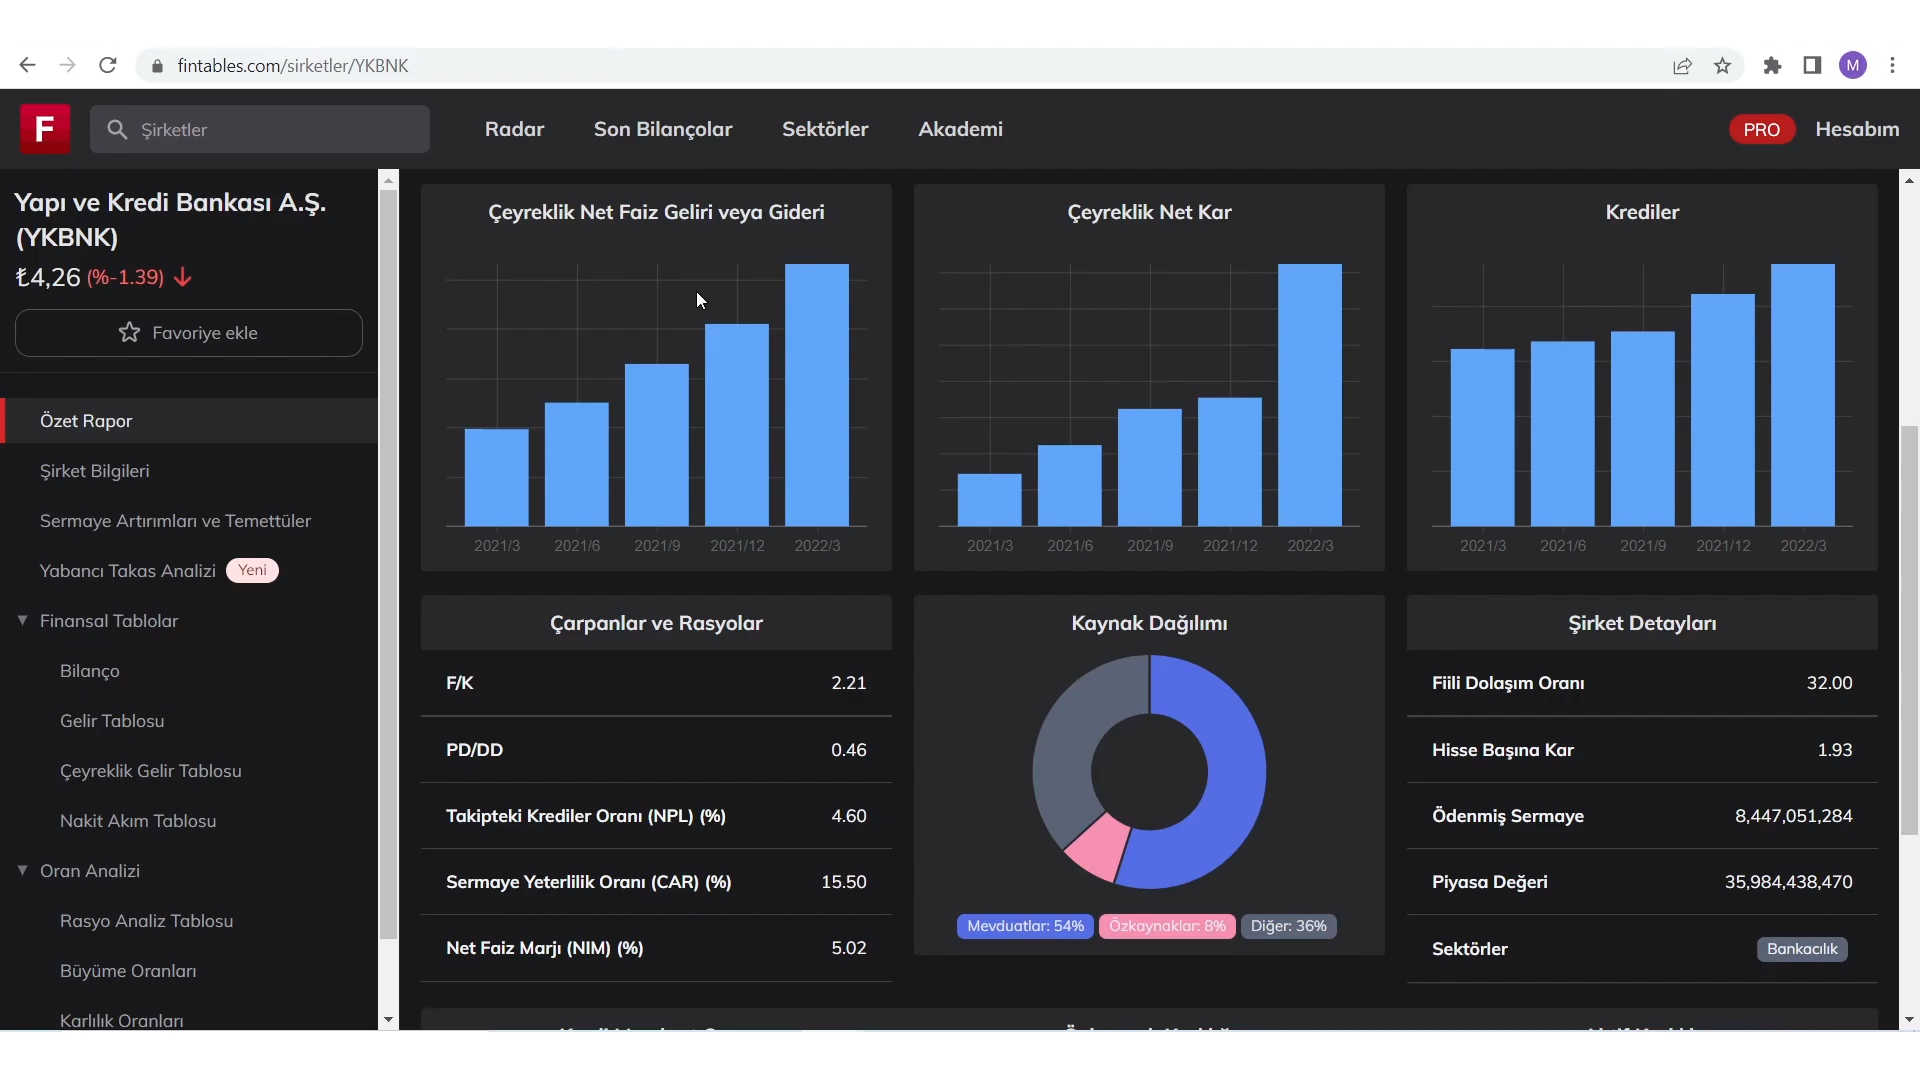 fintables.com/sirketler/YKBNK
M
F
Şirketler
Radar
Son Bilançolar
Sektörler
Akademi
PRO
Hesabım
Yapı ve Kredi Bankası A.Ş.
(YKBNK)
₺4,26 (%-1.39)
Favoriye ekle
Özet Rapor
Şirket Bilgileri
Sermaye Artırımları ve Temettüler
Yabancı Takas Analizi Yeni
Finansal Tablolar
Bilanço
Gelir Tablosu
Çeyreklik Gelir Tablosu
Nakit Akım Tablosu
Oran Analizi
Rasyo Analiz Tablosu
Büyüme Oranları
Karlılık Oranları
Çeyreklik Net Faiz Geliri veya Gideri
2021/3 2021/6 2021/9 2021/12 2022/3
Çeyreklik Net Kar
2021/3 2021/6 2021/9 2021/12 2022/3
Krediler
2021/3 2021/6 2021/9 2021/12 2022/3
Çarpanlar ve Rasyolar
F/K 2.21
PD/DD 0.46
Takipteki Krediler Oranı (NPL) (%) 4.60
Sermaye Yeterlilik Oranı (CAR) (%) 15.50
Net Faiz Marjı (NIM) (%) 5.02
Kaynak Dağılımı
Mevduatlar: 54% Özkaynaklar: 8% Diğer: 36%
Şirket Detayları
Fiili Dolaşım Oranı 32.00
Hisse Başına Kar 1.93
Ödenmiş Sermaye 8,447,051,284
Piyasa Değeri 35,984,438,470
Sektörler Bankacılık